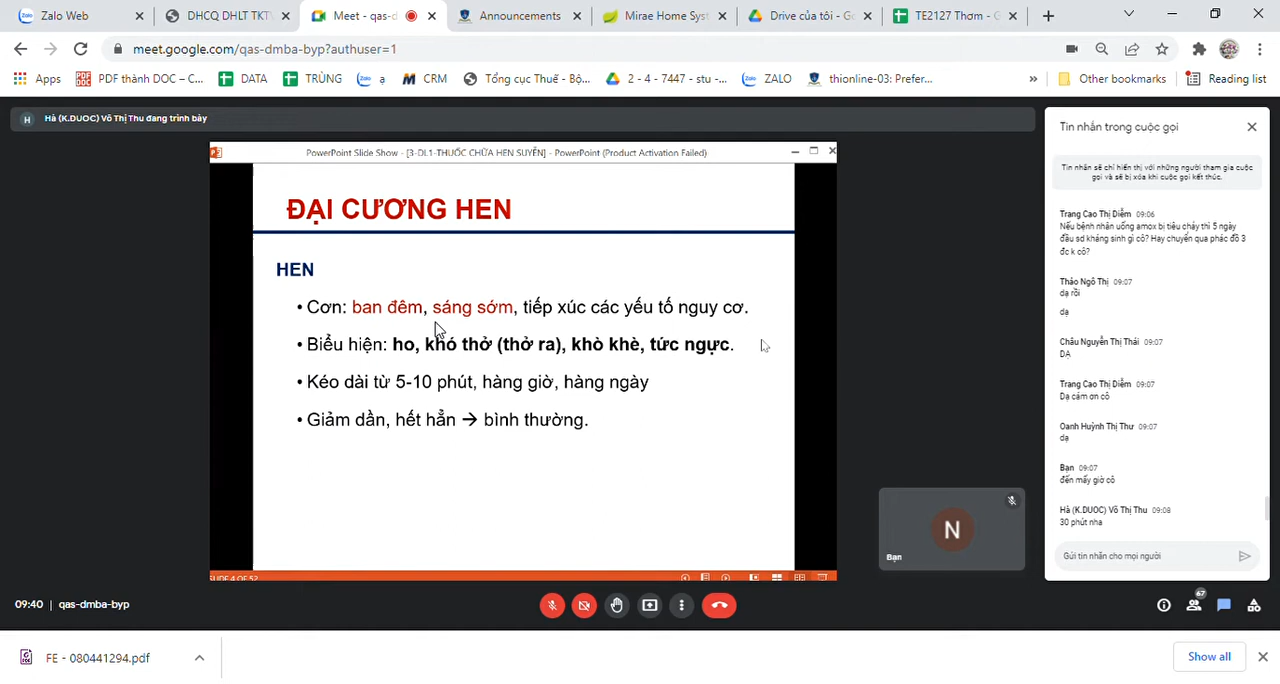 Zalo Web
DHCQ DHLT TKTV
Meet - qas-d
Announcements
Mirae Home Sys
Drive của tôi - Go
TE2127 Thơm - G
meet.google.com/qas-dmba-byp?authuser=1
Apps
PDF thành DOC – C...
DATA
TRÙNG
Zalo
ạ
CRM
Tổng cục Thuế - Bộ...
2 - 4 - 7447 - stu -...
Zalo
ZALO
thionline-03: Prefer...
»
Other bookmarks
Reading list
H
Hà (K.DUOC) Võ Thị Thu đang trình bày
PowerPoint Slide Show - [3-DL1-THUỐC CHỮA HEN SUYỄN] - PowerPoint (Product Activation Failed)
ĐẠI CƯƠNG HEN
HEN
• Cơn: ban đêm, sáng sớm, tiếp xúc các yếu tố nguy cơ.
• Biểu hiện: ho, khó thở (thở ra), khò khè, tức ngực.
• Kéo dài từ 5-10 phút, hàng giờ, hàng ngày
• Giảm dần, hết hẳn → bình thường.
SLIDE 4 OF 52
N
Bạn
Tin nhắn trong cuộc gọi
Tin nhắn sẽ chỉ hiển thị với những người tham gia cuộc
gọi và sẽ bị xóa khi cuộc gọi kết thúc.
Trang Cao Thị Diễm 09:06
Nếu bệnh nhân uống amox bị tiêu chảy thì 5 ngày
đầu sd kháng sinh gì cô? Hay chuyển qua phác đồ 3
đc k cô?
Thảo Ngô Thị 09:07
dạ rồi
dạ
Châu Nguyễn Thị Thái 09:07
DẠ
Trang Cao Thị Diễm 09:07
Dạ cảm ơn cô
Oanh Huỳnh Thị Thư 09:07
dạ
Bạn 09:07
đến mấy giờ cô
Hà (K.DUOC) Võ Thị Thu 09:08
30 phút nha
Gửi tin nhắn cho mọi người
09:40 | qas-dmba-byp
67
FE - 080441294.pdf
Show all